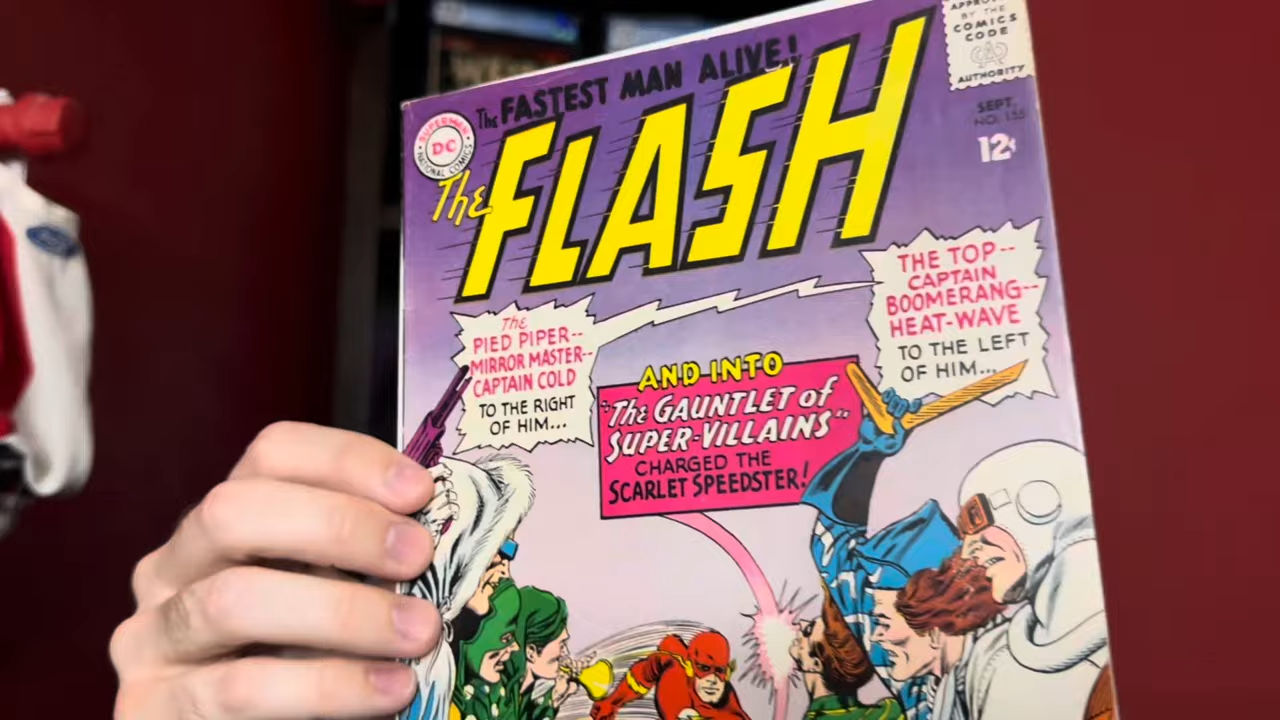 The FASTEST MAN ALIVE!
The FLASH
SUPERMAN
DC
NATIONAL COMICS
BY THE
COMICS
CODE
AUTHORITY
SEPT.
NO. 155
12¢
The
PIED PIPER--
MIRROR MASTER--
CAPTAIN COLD
TO THE RIGHT
OF HIM...
THE TOP--
CAPTAIN
BOOMERANG--
HEAT-WAVE
TO THE LEFT
OF HIM...
AND INTO
"The GAUNTLET of
SUPER-VILLAINS"
CHARGED THE
SCARLET SPEEDSTER!